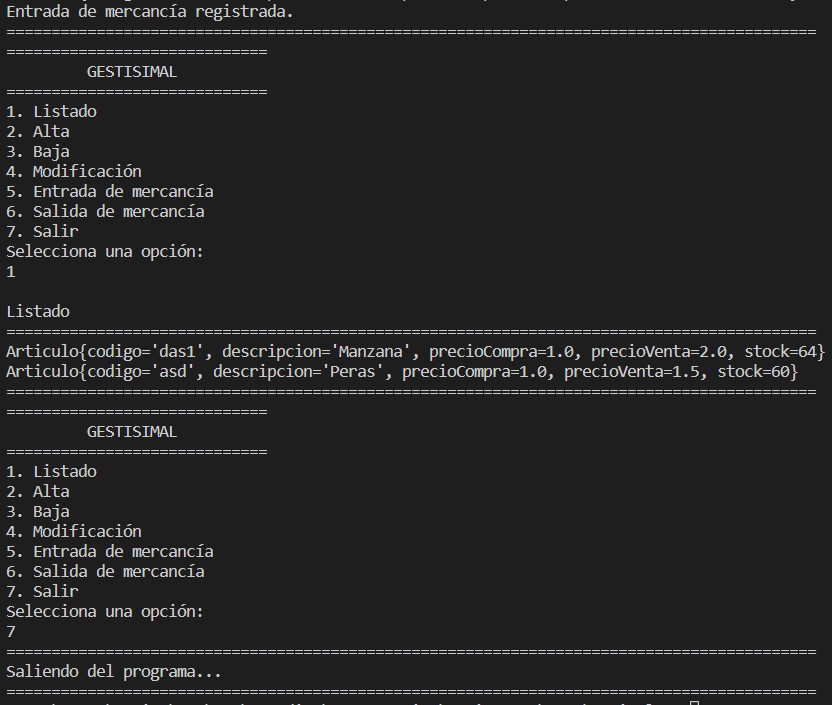 Entrada de mercancía registrada.
==========================================================================================
=============================
GESTISIMAL
=============================
1. Listado
2. Alta
3. Baja
4. Modificación
5. Entrada de mercancía
6. Salida de mercancía
7. Salir
Selecciona una opción:
1
Listado
==========================================================================================
Articulo{codigo='das1', descripcion='Manzana', precioCompra=1.0, precioVenta=2.0, stock=64}
Articulo{codigo='asd', descripcion='Peras', precioCompra=1.0, precioVenta=1.5, stock=60}
==========================================================================================
=============================
GESTISIMAL
=============================
1. Listado
2. Alta
3. Baja
4. Modificación
5. Entrada de mercancía
6. Salida de mercancía
7. Salir
Selecciona una opción:
7
==========================================================================================
Saliendo del programa...
==========================================================================================